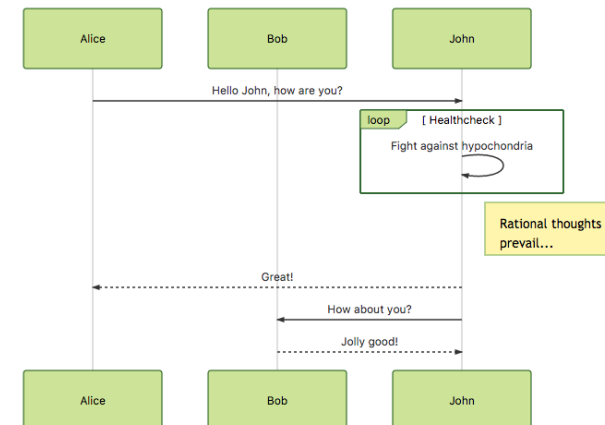 Alice
Bob
John
Hello John, how are you?
loop
[ Healthcheck ]
Fight against hypochondria
Rational thoughts
prevail...
Great!
How about you?
Jolly good!
Alice
Bob
John